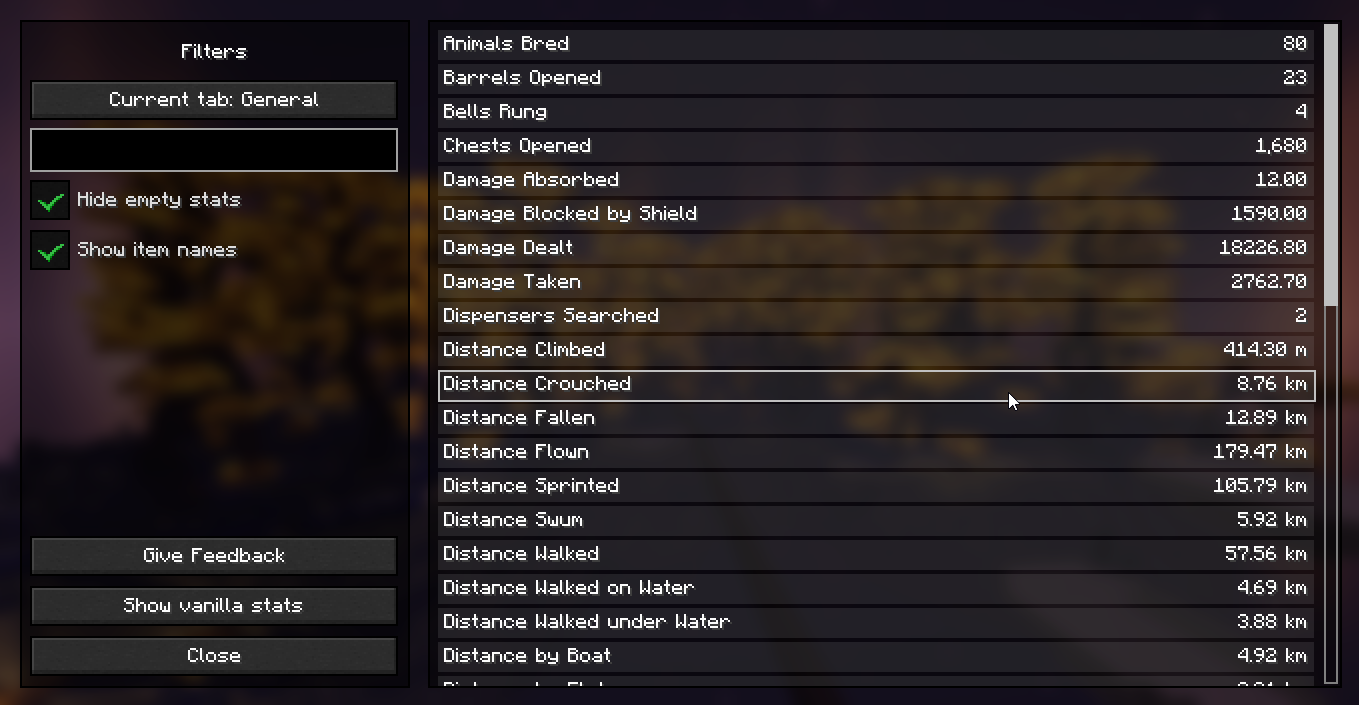 Filters
Current tab: General
Hide empty stats
Show item names
Give Feedback
Show vanilla stats
Close
Animals Bred 80
Barrels Opened 23
Bells Rung 4
Chests Opened 1,680
Damage Absorbed 12.00
Damage Blocked by Shield 1590.00
Damage Dealt 18226.80
Damage Taken 2762.70
Dispensers Searched 2
Distance Climbed 414.30 m
Distance Crouched 8.76 km
Distance Fallen 12.89 km
Distance Flown 179.47 km
Distance Sprinted 105.79 km
Distance Swum 5.92 km
Distance Walked 57.56 km
Distance Walked on Water 4.69 km
Distance Walked under Water 3.88 km
Distance by Boat 4.92 km